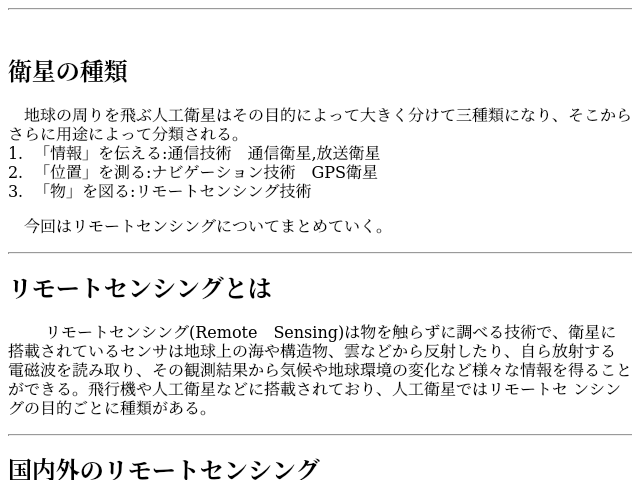 衛星の種類
地球の周りを飛ぶ人工衛星はその目的によって大きく分けて三種類になり、そこから
さらに用途によって分類される。
1. 「情報」を伝える:通信技術　通信衛星,放送衛星
2. 「位置」を測る:ナビゲーション技術　GPS衛星
3. 「物」を図る:リモートセンシング技術
今回はリモートセンシングについてまとめていく。
リモートセンシングとは
リモートセンシング(Remote　Sensing)は物を触らずに調べる技術で、衛星に
搭載されているセンサは地球上の海や構造物、雲などから反射したり、自ら放射する
電磁波を読み取り、その観測結果から気候や地球環境の変化など様々な情報を得ること
ができる。飛行機や人工衛星などに搭載されており、人工衛星ではリモートセ ンシン
グの目的ごとに種類がある。
国内外のリモートセンシング